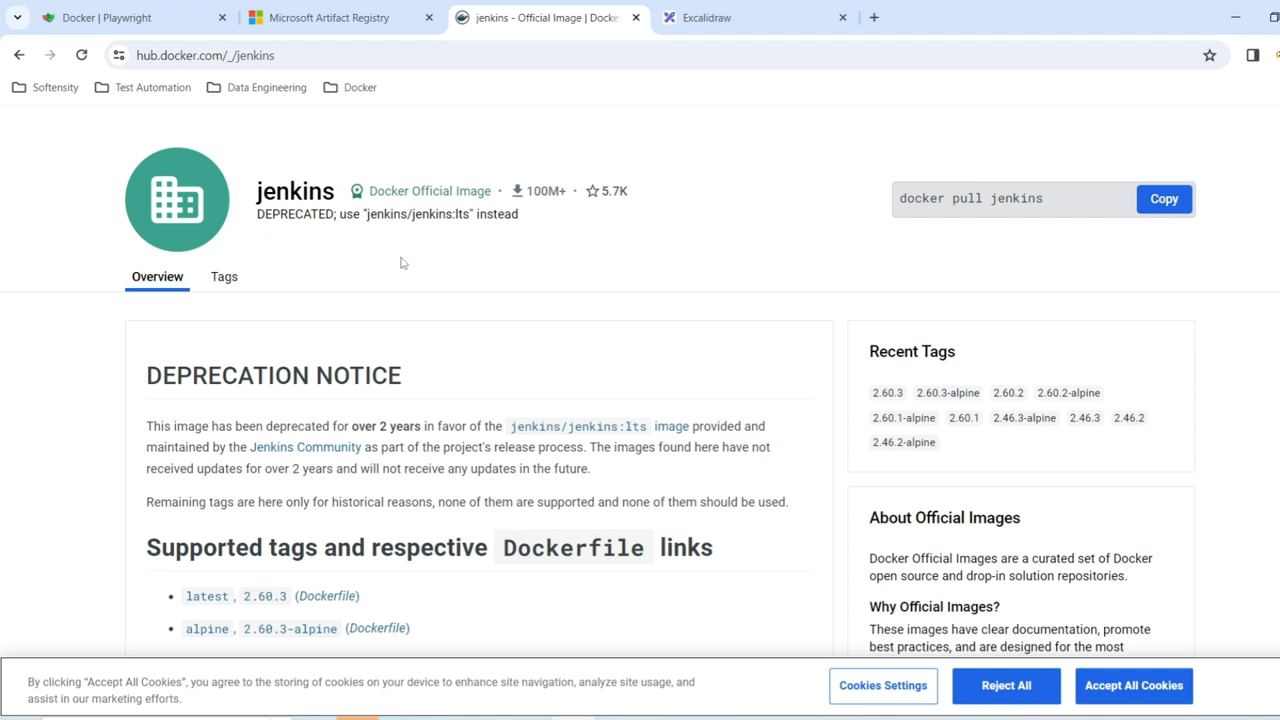 Docker | Playwright
Microsoft Artifact Registry
jenkins - Official Image | Docke
Excalidraw
hub.docker.com/_/jenkins
Softensity
Test Automation
Data Engineering
Docker
jenkins Docker Official Image · 100M+ · 5.7K
DEPRECATED; use "jenkins/jenkins:lts" instead
docker pull jenkins
Copy
Overview
Tags
DEPRECATION NOTICE
This image has been deprecated for over 2 years in favor of the jenkins/jenkins:lts image provided and
maintained by the Jenkins Community as part of the project's release process. The images found here have not
received updates for over 2 years and will not receive any updates in the future.
Remaining tags are here only for historical reasons, none of them are supported and none of them should be used.
Supported tags and respective Dockerfile links
• latest, 2.60.3 (Dockerfile)
• alpine, 2.60.3-alpine (Dockerfile)
Recent Tags
2.60.3 2.60.3-alpine 2.60.2 2.60.2-alpine
2.60.1-alpine 2.60.1 2.46.3-alpine 2.46.3 2.46.2
2.46.2-alpine
About Official Images
Docker Official Images are a curated set of Docker
open source and drop-in solution repositories.
Why Official Images?
These images have clear documentation, promote
best practices, and are designed for the most
By clicking “Accept All Cookies”, you agree to the storing of cookies on your device to enhance site navigation, analyze site usage, and
assist in our marketing efforts.
Cookies Settings
Reject All
Accept All Cookies